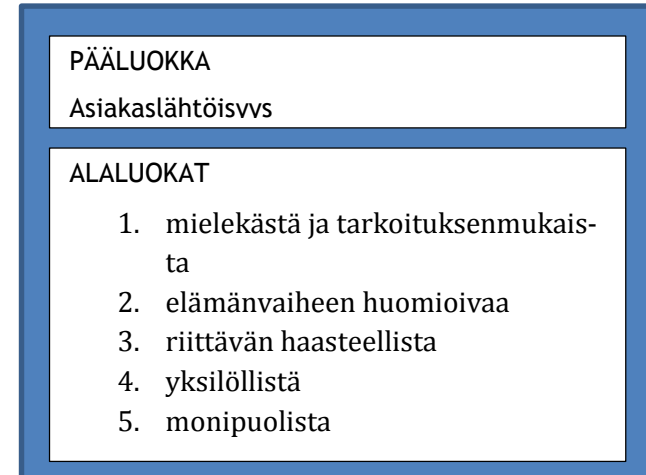 PÄÄLUOKKA
Asiakaslähtöisyys
ALALUOKAT
1. mielekästä ja tarkoituksenmukais-
ta
2. elämänvaiheen huomioivaa
3. riittävän haasteellista
4. yksilöllistä
5. monipuolista